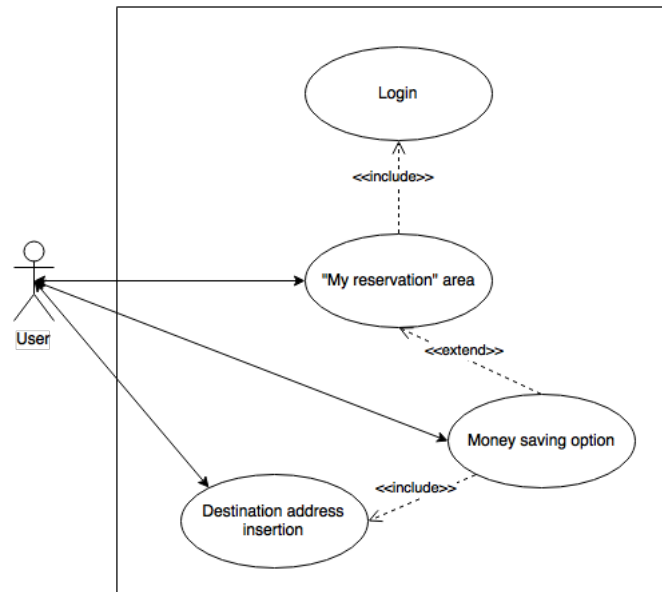 Login
<<include>>
"My reservation" area
User
<<extend>>
Money saving option
<<include>>
Destination address
insertion